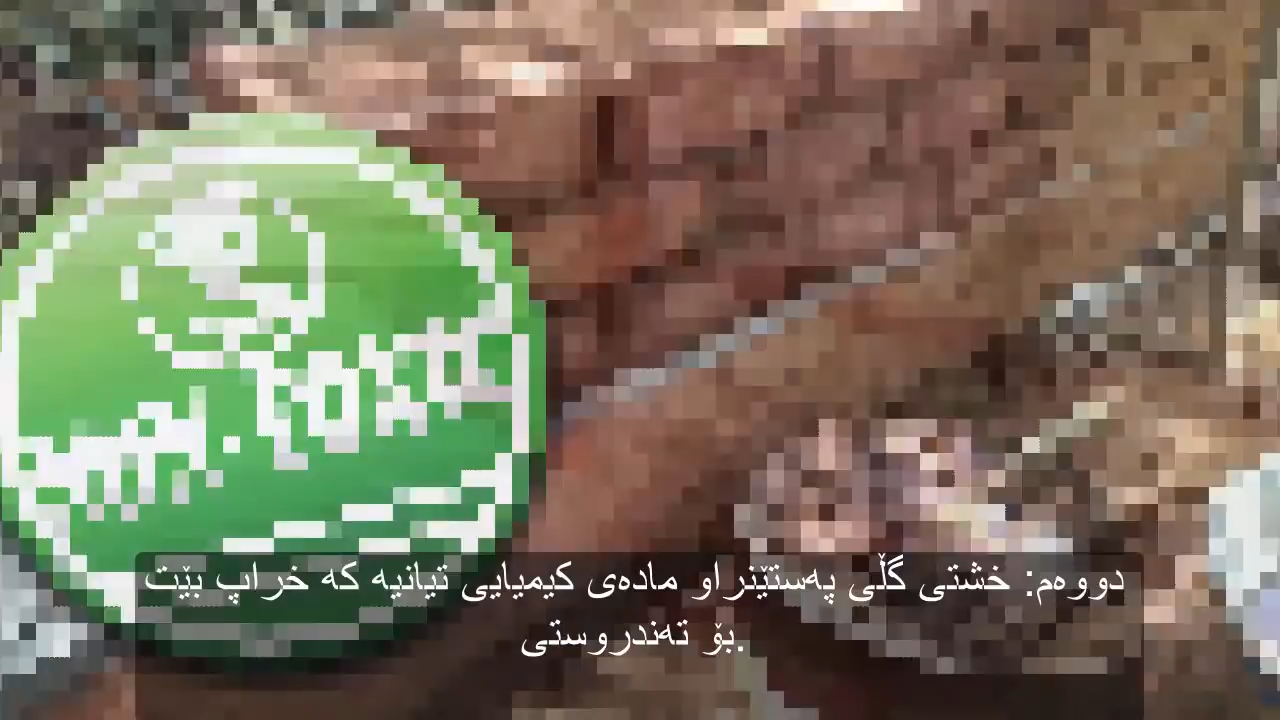 دووەم: خشتی گڵی پەستێنراو مادەی کیمیایی تیانیە کە خراپ بێت
بۆ تەندروستی.